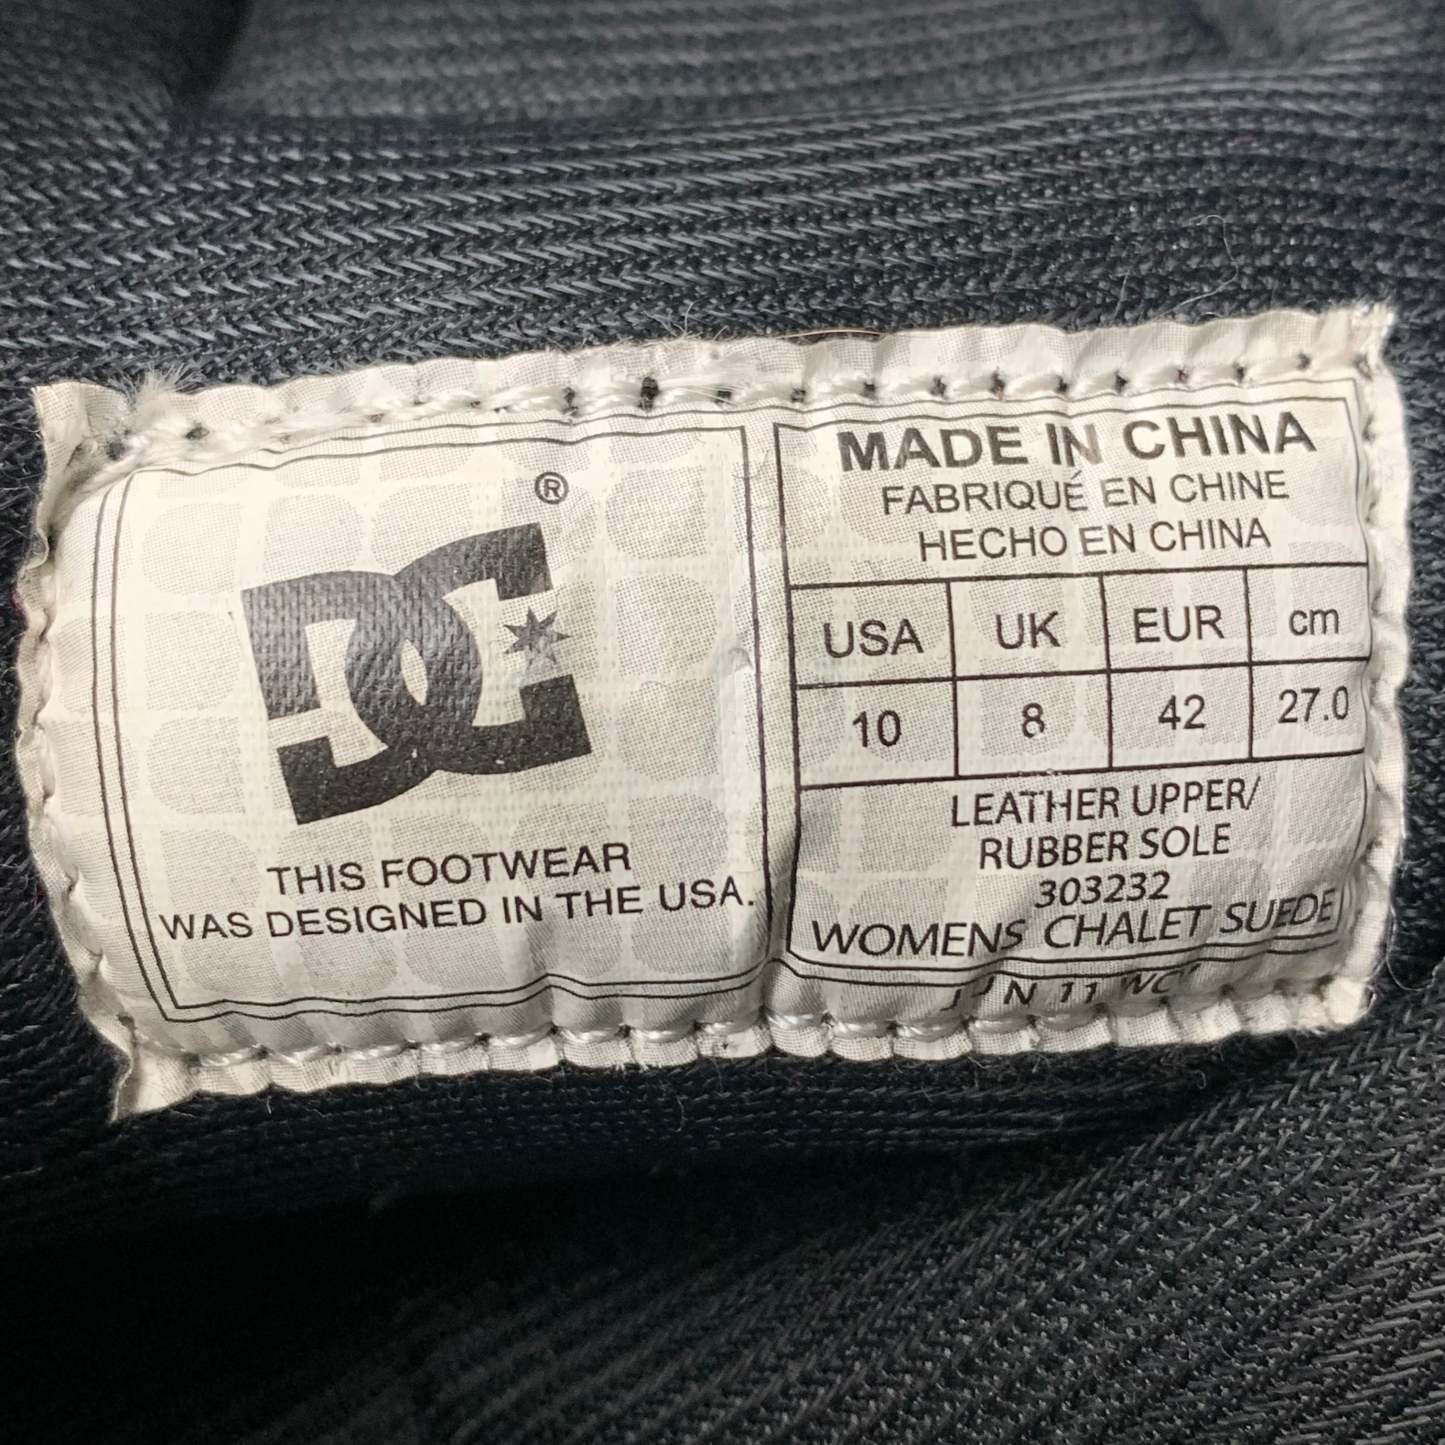 DC®
THIS FOOTWEAR
WAS DESIGNED IN THE USA.
MADE IN CHINA
FABRIQUÉ EN CHINE
HECHO EN CHINA
USA UK EUR cm
10 8 42 27.0
LEATHER UPPER/
RUBBER SOLE
303232
WOMENS CHALET SUEDE
11